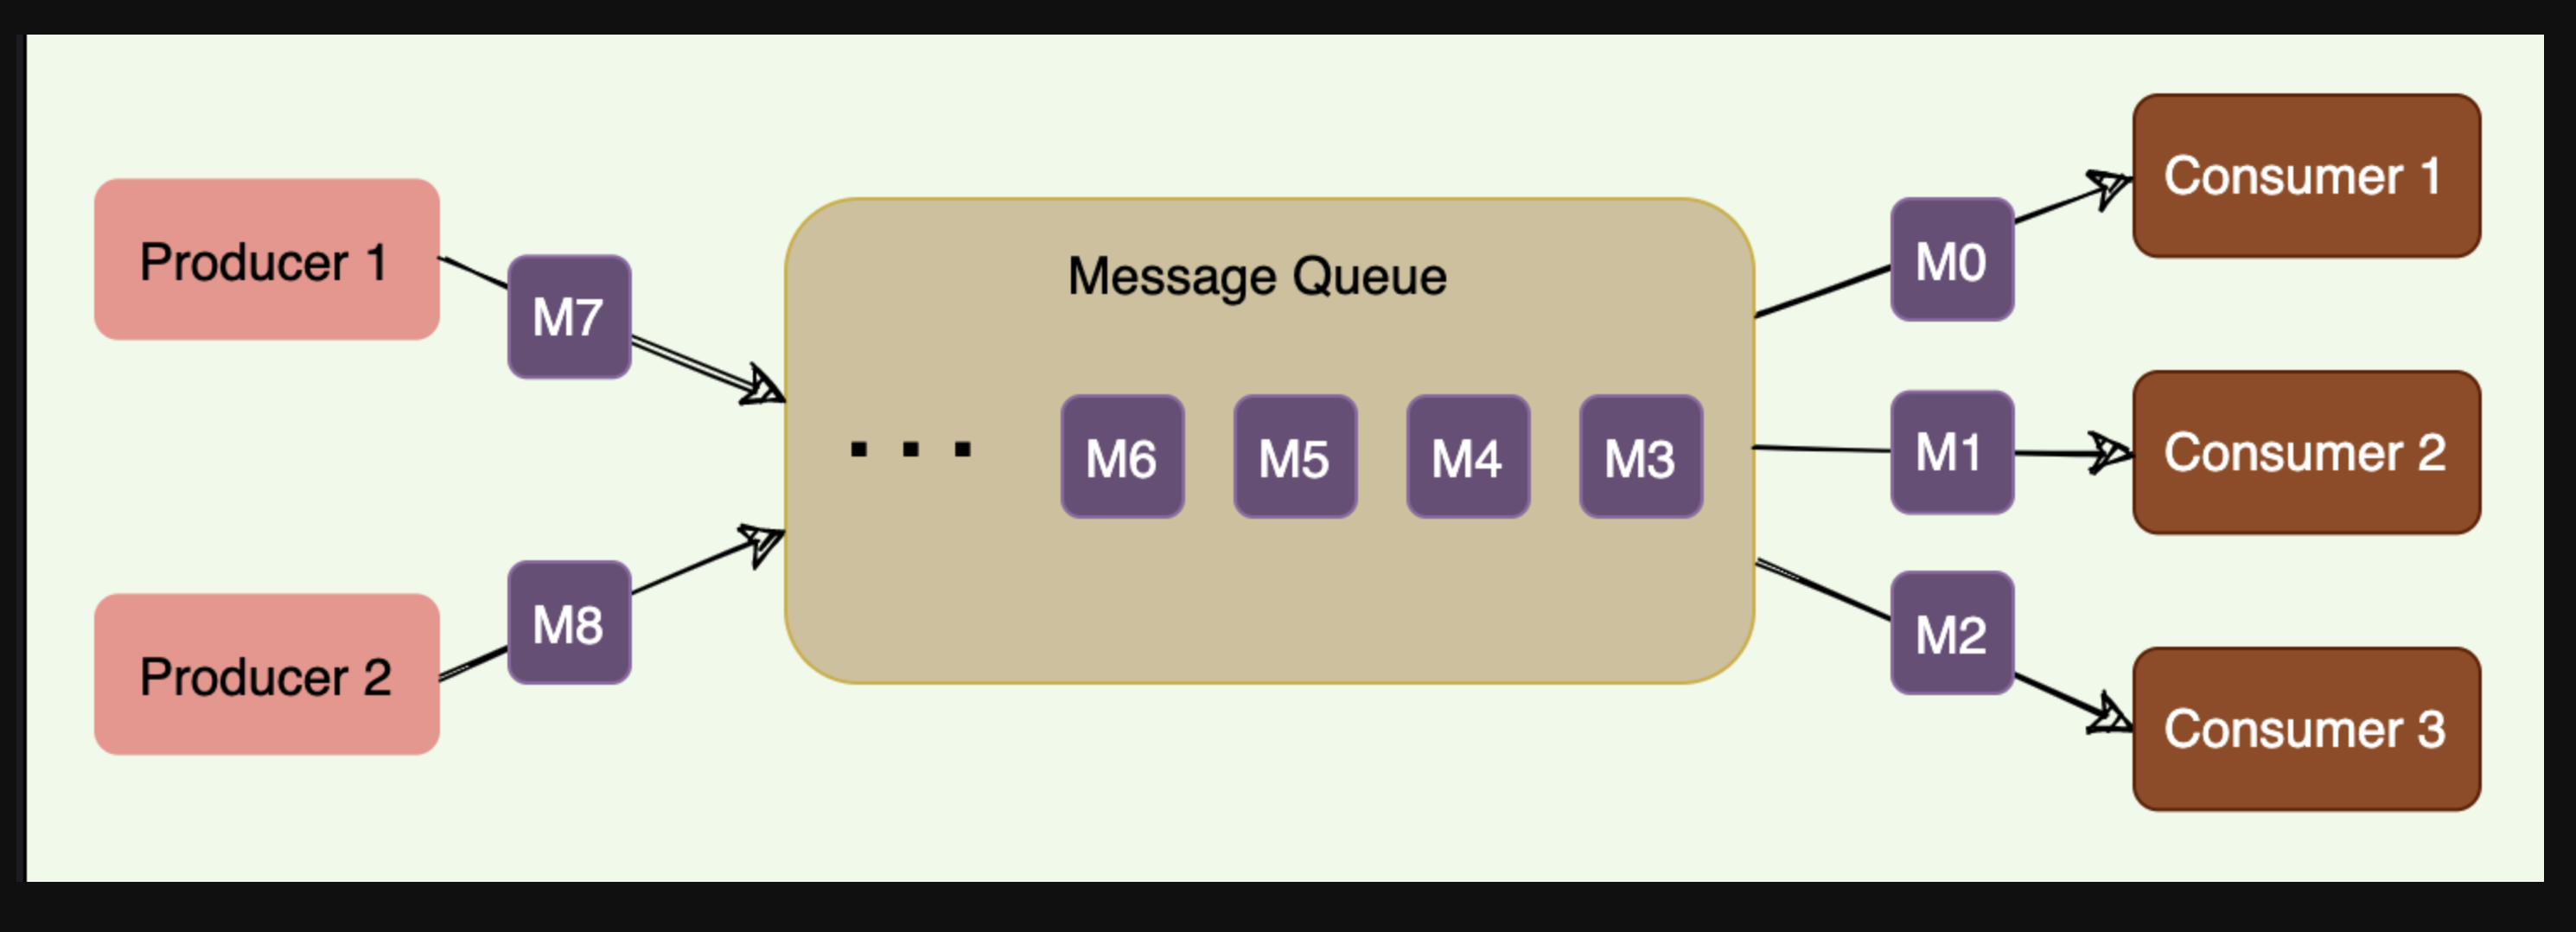 Producer 1
M7
Producer 2
M8
Message Queue
. . .
M6
M5
M4
M3
M0
M1
M2
Consumer 1
Consumer 2
Consumer 3